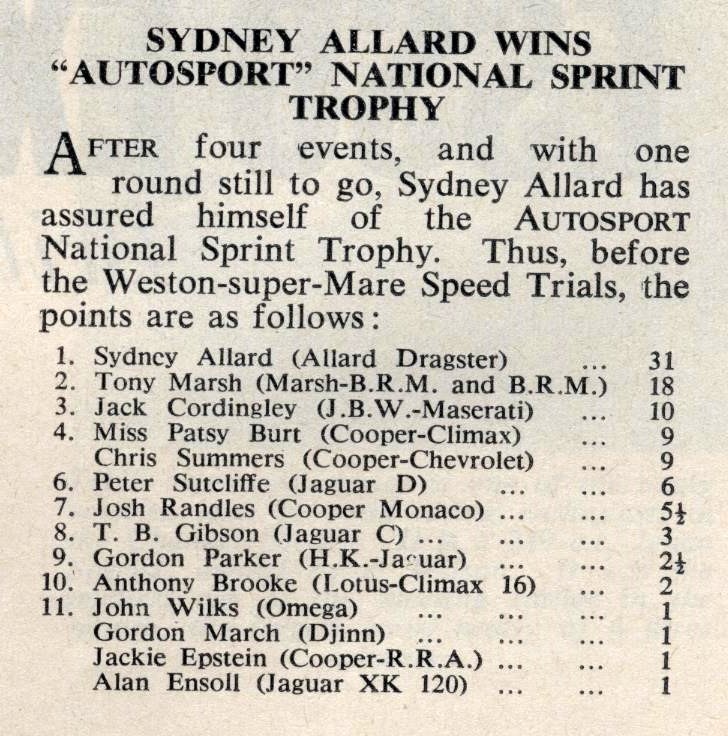 SYDNEY ALLARD WINS
“AUTOSPORT” NATIONAL SPRINT
TROPHY
AFTER four events, and with one
round still to go, Sydney Allard has
assured himself of the AUTOSPORT
National Sprint Trophy. Thus, before
the Weston-super-Mare Speed Trials, the
points are as follows:
1. Sydney Allard (Allard Dragster) ... 31
2. Tony Marsh (Marsh-B.R.M. and B.R.M.) 18
3. Jack Cordingley (J.B.W.-Maserati) ... 10
4. Miss Patsy Burt (Cooper-Climax) ... 9
Chris Summers (Cooper-Chevrolet) ... 9
6. Peter Sutcliffe (Jaguar D) ... ... 6
7. Josh Randles (Cooper Monaco) ... ... 5½
8. T. B. Gibson (Jaguar C) ... ... ... 3
9. Gordon Parker (H.K.-Jaguar) ... ... 2½
10. Anthony Brooke (Lotus-Climax 16) ... 2
11. John Wilks (Omega) ... ... ... 1
Gordon March (Djinn) ... ... ... 1
Jackie Epstein (Cooper-R.R.A.) ... ... 1
Alan Ensoll (Jaguar XK 120) ... ... 1